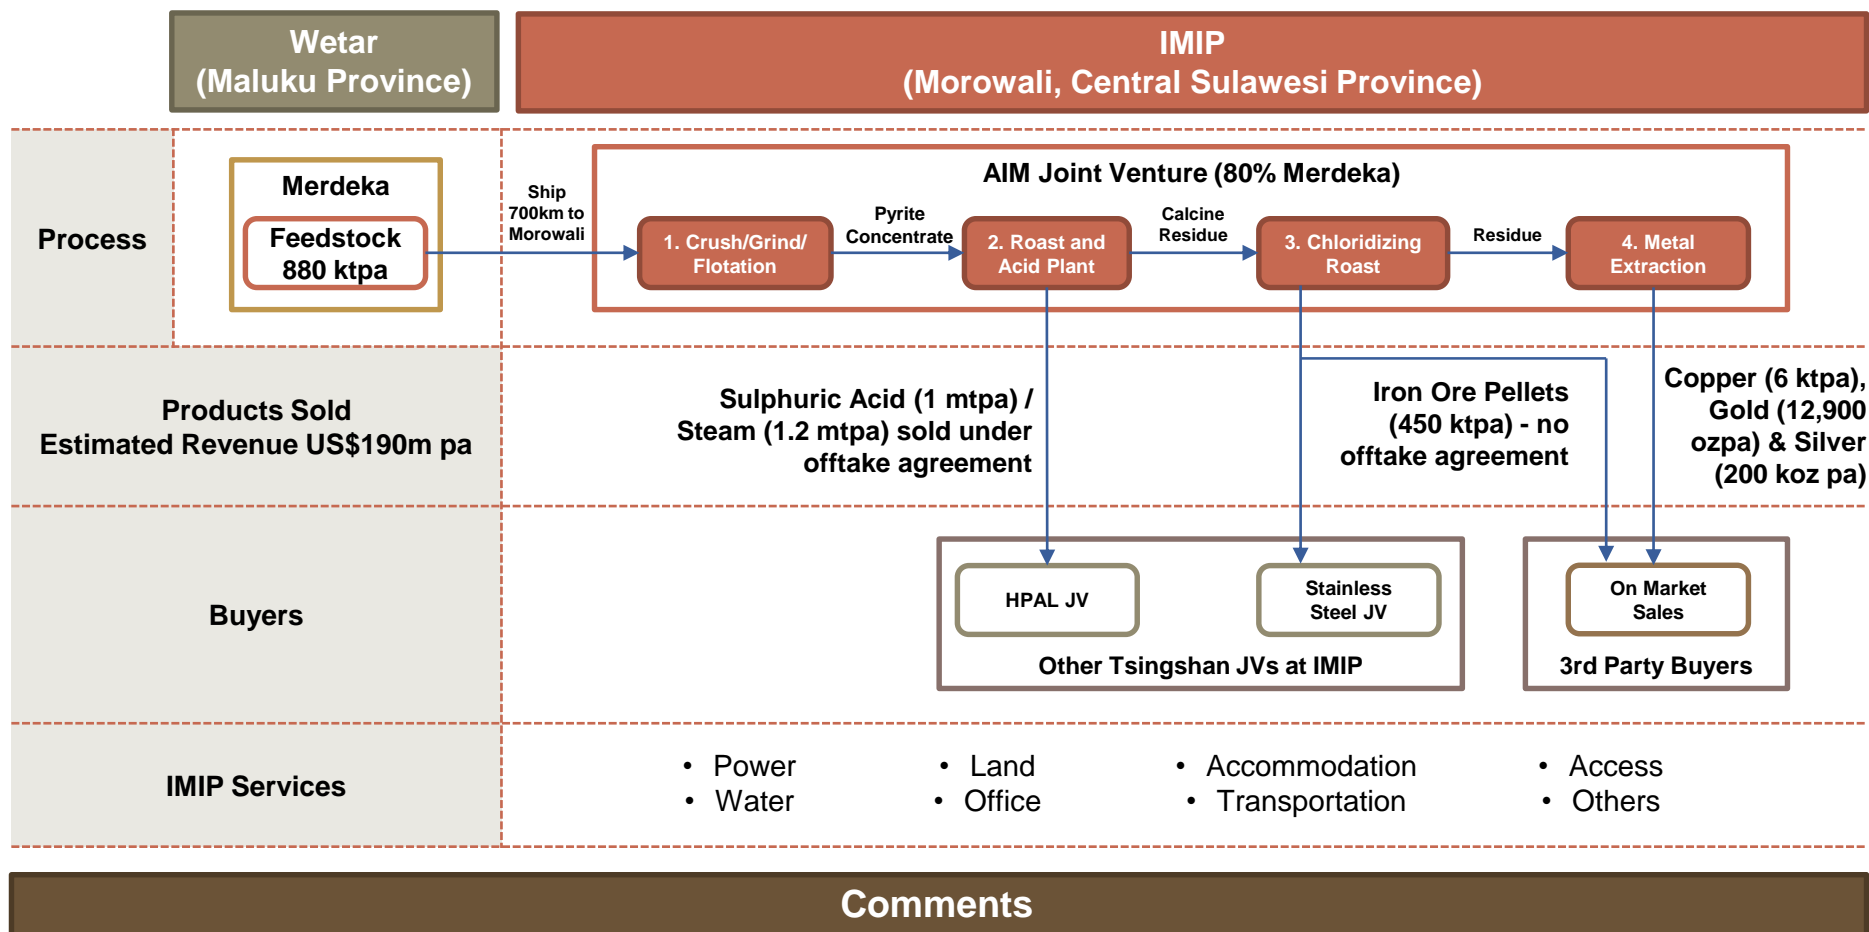 Wetar
(Maluku Province)
IMIP
(Morowali, Central Sulawesi Province)
Process
Merdeka
Feedstock
880 ktpa
Ship
700km to
Morowali
AIM Joint Venture (80% Merdeka)
1. Crush/Grind/
Flotation
Pyrite
Concentrate
2. Roast and
Acid Plant
Calcine
Residue
3. Chloridizing
Roast
Residue
4. Metal
Extraction
Products Sold
Estimated Revenue US$190m pa
Sulphuric Acid (1 mtpa) /
Steam (1.2 mtpa) sold under
offtake agreement
Iron Ore Pellets
(450 ktpa) - no
offtake agreement
Copper (6 ktpa),
Gold (12,900
ozpa) & Silver
(200 koz pa)
Buyers
HPAL JV
Stainless
Steel JV
Other Tsingshan JVs at IMIP
On Market
Sales
3rd Party Buyers
IMIP Services
• Power
• Water
• Land
• Office
• Accommodation
• Transportation
• Access
• Others
Comments